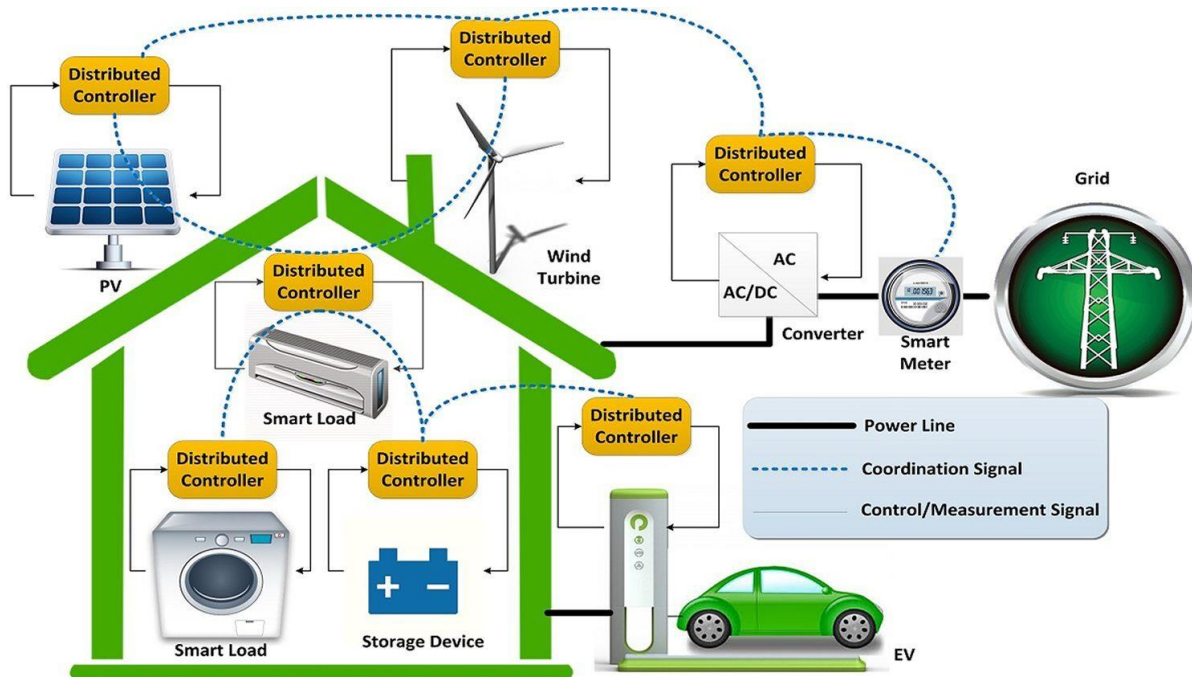 Distributed
Controller
Distributed
Controller
Distributed
Controller
Grid
PV
Wind
Turbine
Distributed
Controller
AC
AC/DC
Converter
Smart
Meter
Smart Load
Distributed
Controller
Power Line
Coordination Signal
Control/Measurement Signal
Distributed
Controller
Distributed
Controller
Smart Load
Storage Device
EV